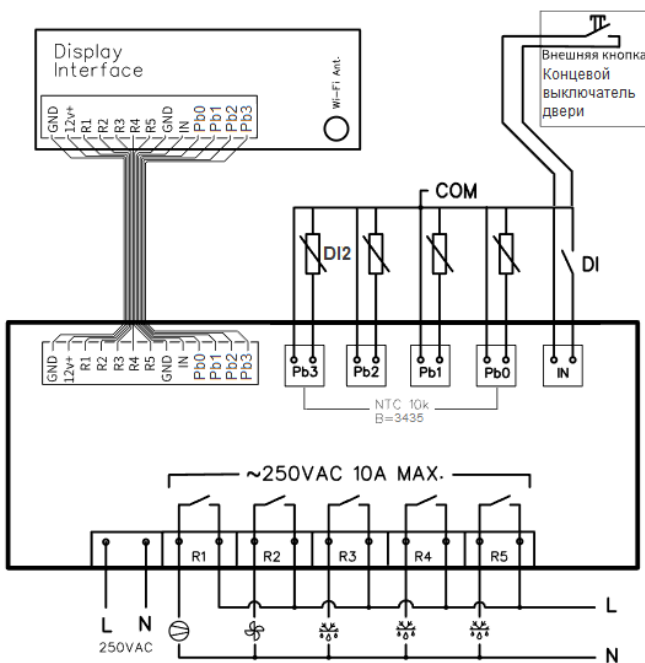 Display
Interface
Wi-Fi Ant.
GND 12v+ R1 R2 R3 R4 R5 GND IN Pb0 Pb1 Pb2 Pb3
Внешняя кнопка
Концевой
выключатель
двери
COM
DI2
DI
GND 12v+ R1 R2 R3 R4 R5 GND IN Pb0 Pb1 Pb2 Pb3
Pb3 Pb2 Pb1 Pb0 IN
NTC 10k
B=3435
~250VAC 10A MAX.
R1 R2 R3 R4 R5
L N
250VAC
L
N